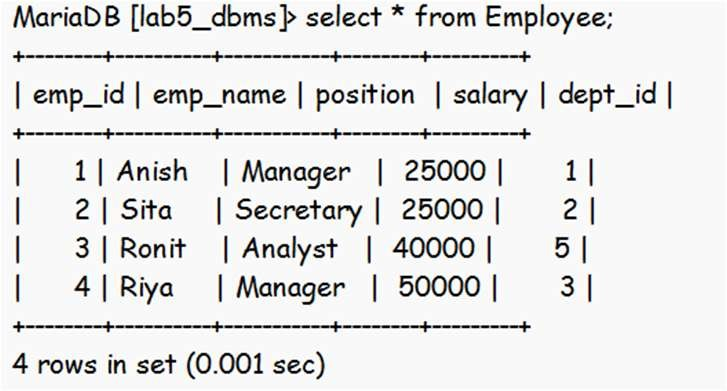 MariaDB [lab5_dbms]> select * from Employee;
+--------+----------+-----------+--------+---------+
| emp_id | emp_name | position | salary | dept_id |
+--------+----------+-----------+--------+---------+
| 1 | Anish | Manager | 25000 | 1 |
| 2 | Sita | Secretary | 25000 | 2 |
| 3 | Ronit | Analyst | 40000 | 5 |
| 4 | Riya | Manager | 50000 | 3 |
+--------+----------+-----------+--------+---------+
4 rows in set (0.001 sec)